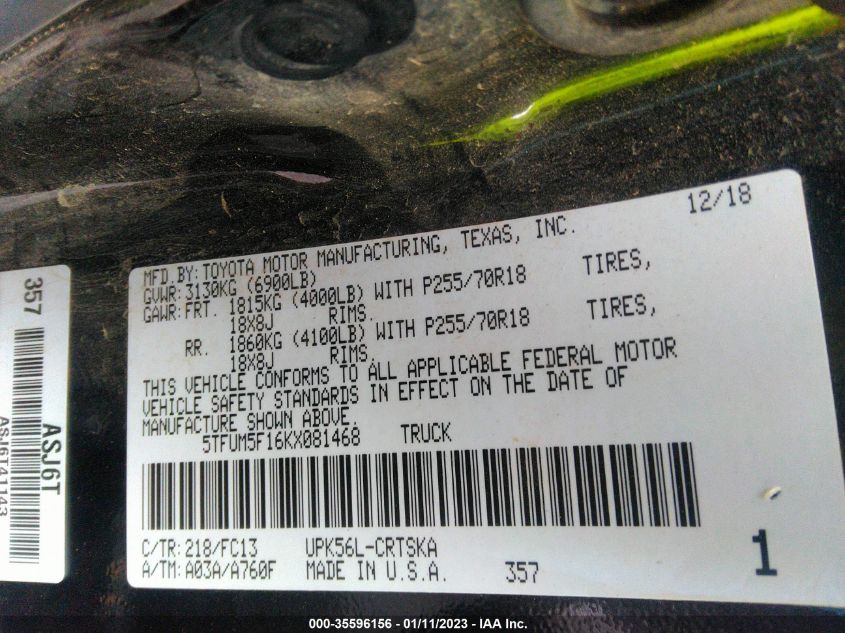 12/18
MFD.BY:TOYOTA MOTOR MANUFACTURING, TEXAS, INC.
GVWR:3130KG (6900LB)
GAWR:FRT. 1815KG (4000LB) WITH P255/70R18 TIRES,
18X8J RIMS.
RR. 1860KG (4100LB) WITH P255/70R18 TIRES,
18X8J RIMS.
THIS VEHICLE CONFORMS TO ALL APPLICABLE FEDERAL MOTOR
VEHICLE SAFETY STANDARDS IN EFFECT ON THE DATE OF
MANUFACTURE SHOWN ABOVE.
5TFUM5F16KX081468 TRUCK
C/TR:218/FC13 UPK56L-CRTSKA
A/TM:A03A/A760F MADE IN U.S.A. 357
1
357
ASJ6T
ASJ6T41143
000-35596156 - 01/11/2023 - IAA Inc.